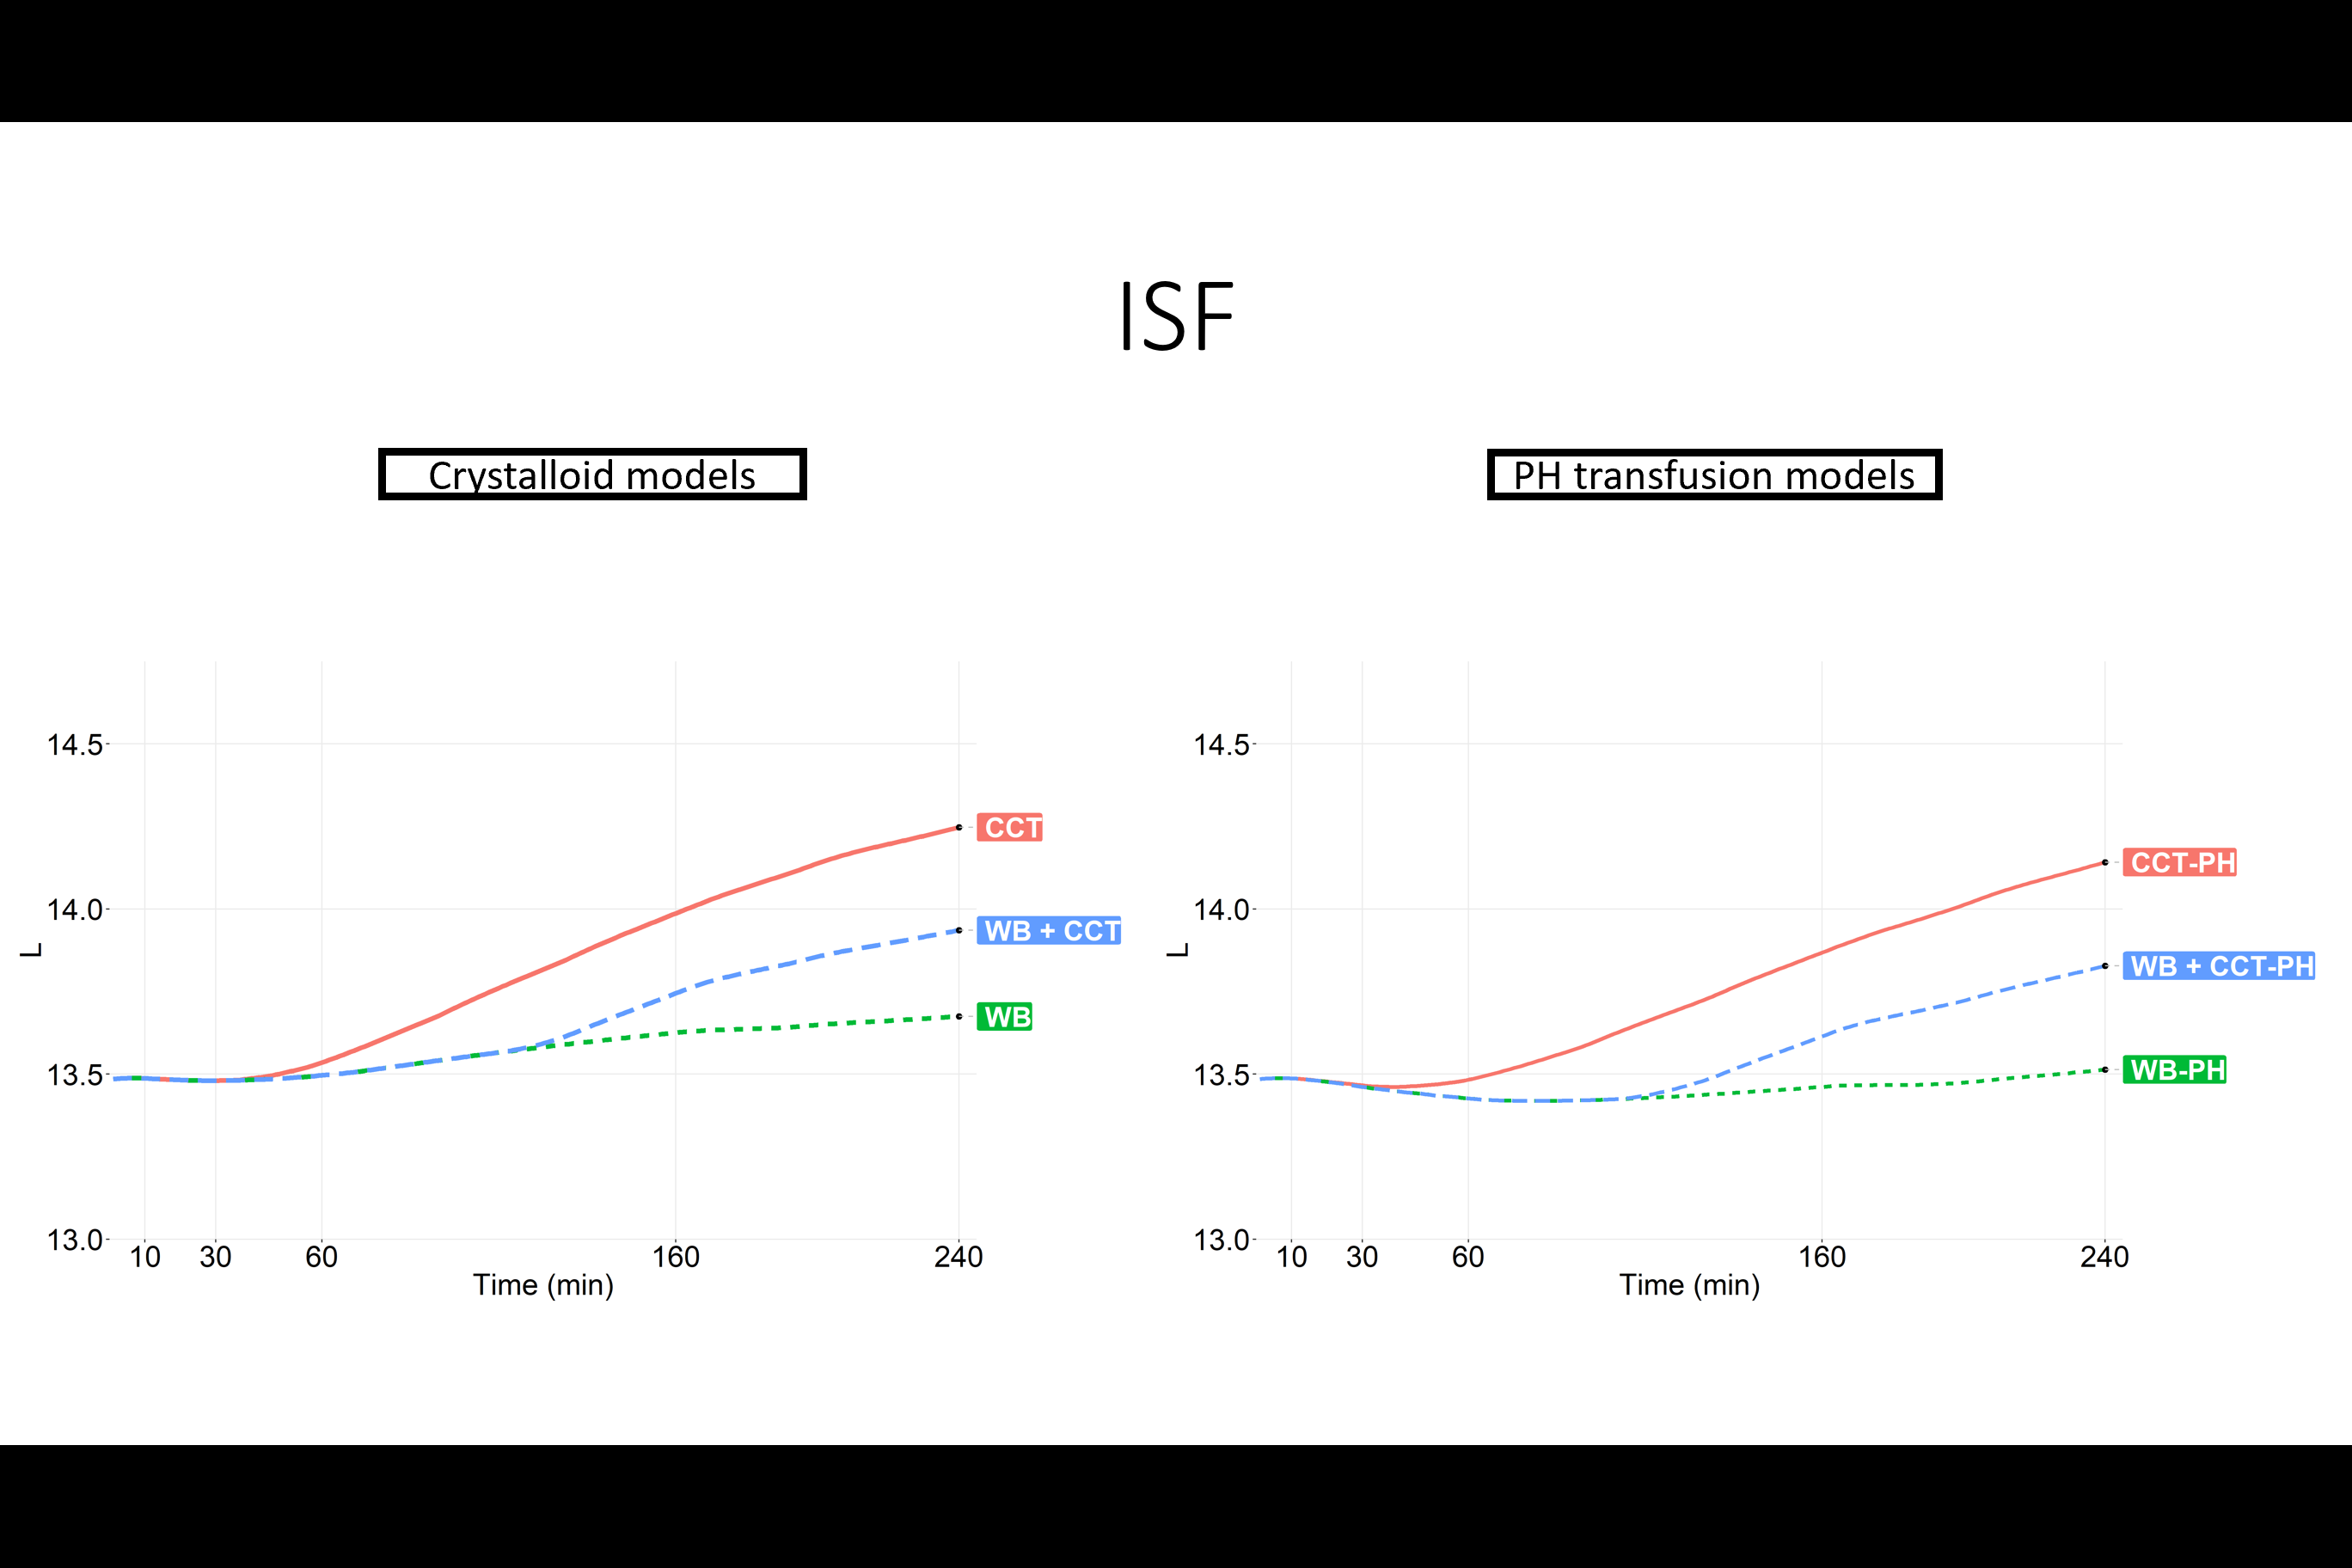 ISF
Crystalloid models
14.5
14.0
13.5
13.0
L
10 30 60 160 240
Time (min)
CCT
WB + CCT
WB
PH transfusion models
14.5
14.0
13.5
13.0
L
10 30 60 160 240
Time (min)
CCT-PH
WB + CCT-PH
WB-PH